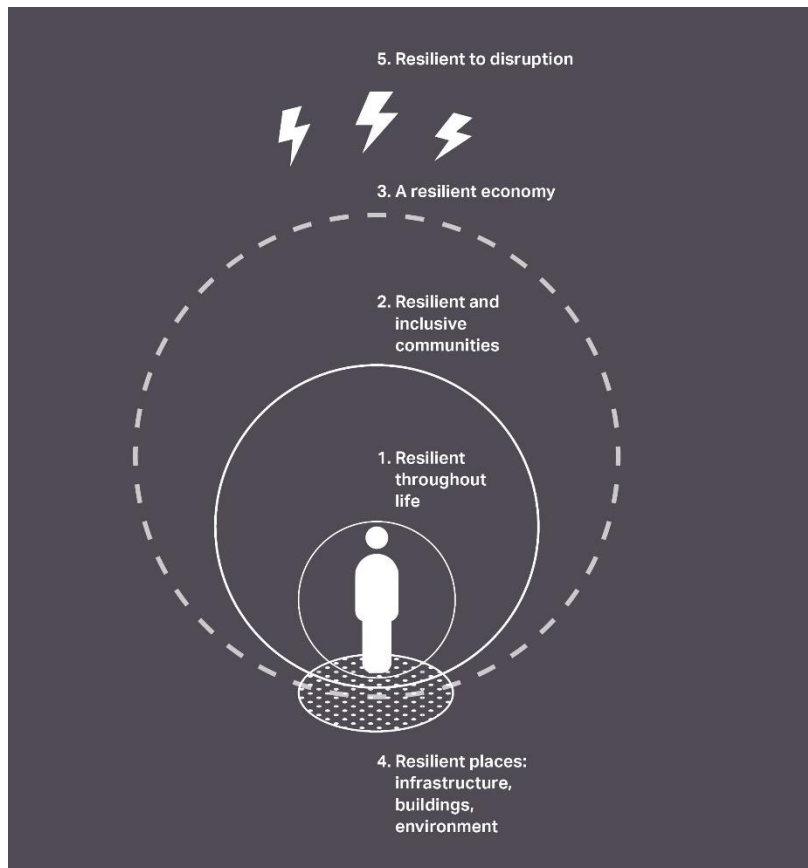 5. Resilient to disruption
3. A resilient economy
2. Resilient and
inclusive
communities
1. Resilient
throughout
life
4. Resilient places:
infrastructure,
buildings,
environment